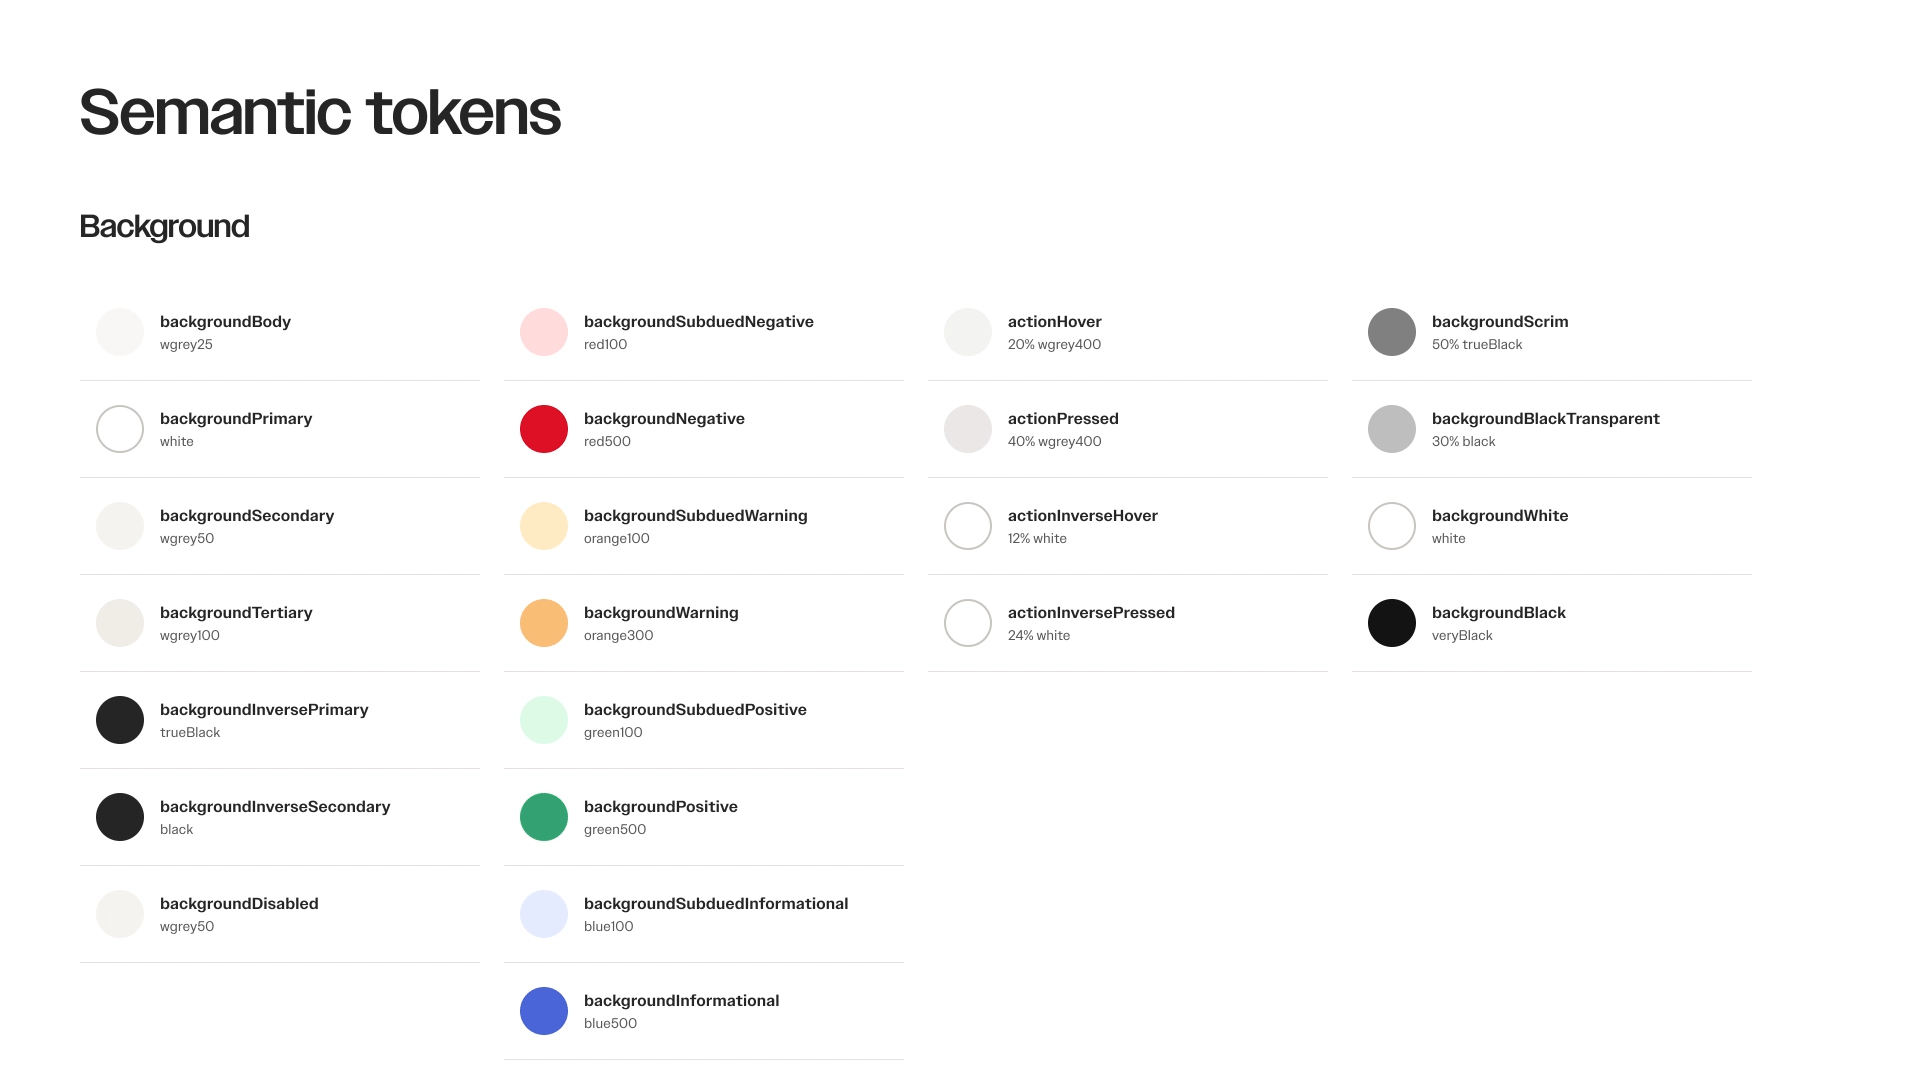 Semantic tokens
Background
backgroundBody
wgrey25
backgroundPrimary
white
backgroundSecondary
wgrey50
backgroundTertiary
wgrey100
backgroundInversePrimary
trueBlack
backgroundInverseSecondary
black
backgroundDisabled
wgrey50
backgroundSubduedNegative
red100
backgroundNegative
red500
backgroundSubduedWarning
orange100
backgroundWarning
orange300
backgroundSubduedPositive
green100
backgroundPositive
green500
backgroundSubduedInformational
blue100
backgroundInformational
blue500
actionHover
20% wgrey400
actionPressed
40% wgrey400
actionInverseHover
12% white
actionInversePressed
24% white
backgroundScrim
50% trueBlack
backgroundBlackTransparent
30% black
backgroundWhite
white
backgroundBlack
veryBlack